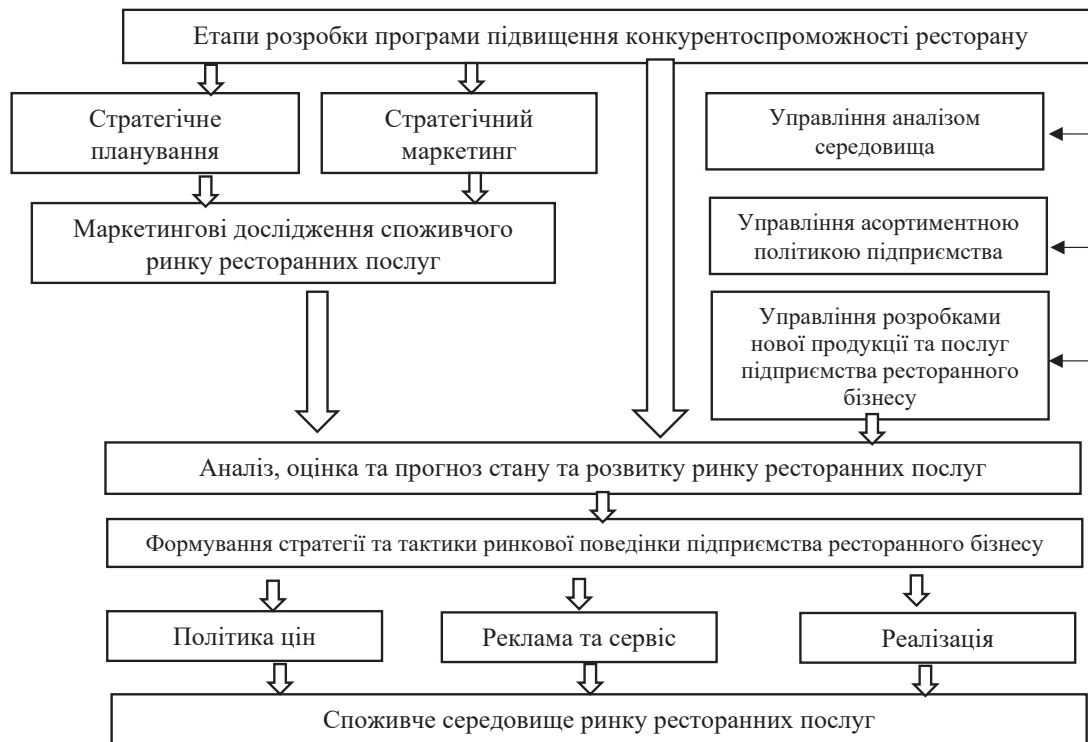 Етапи розробки програми підвищення конкурентоспроможності ресторану
Стратегічне
планування
Стратегічний
маркетинг
Управління аналізом
середовища
Маркетингові дослідження споживчого
ринку ресторанних послуг
Управління асортиментною
політикою підприємства
Управління розробками
нової продукції та послуг
підприємства ресторанного
бізнесу
Аналіз, оцінка та прогноз стану та розвитку ринку ресторанних послуг
Формування стратегії та тактики ринкової поведінки підприємства ресторанного бізнесу
Політика цін
Реклама та сервіс
Реалізація
Споживче середовище ринку ресторанних послуг